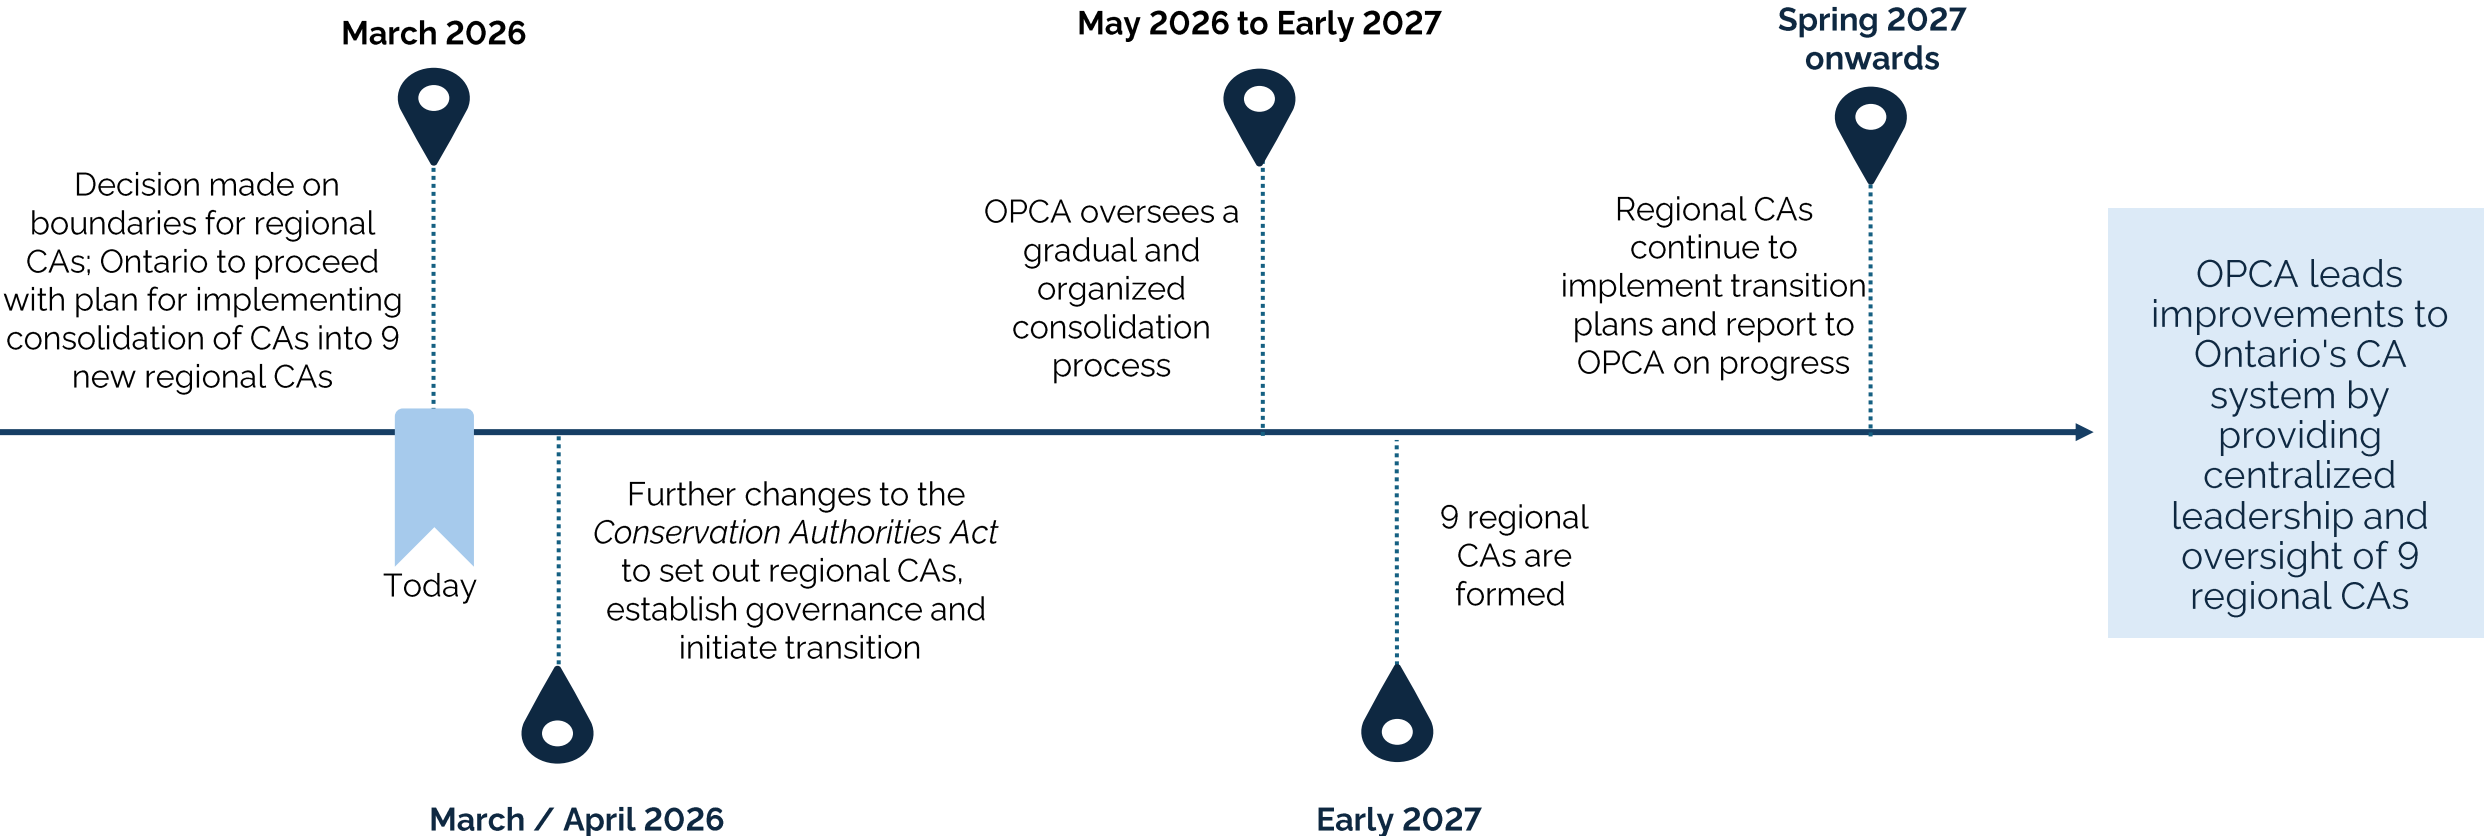 March 2026
Decision made on
boundaries for regional
CAs; Ontario to proceed
with plan for implementing
consolidation of CAs into 9
new regional CAs
Today
Further changes to the
Conservation Authorities Act
to set out regional CAs,
establish governance and
initiate transition
March / April 2026
May 2026 to Early 2027
OPCA oversees a
gradual and
organized
consolidation
process
9 regional
CAs are
formed
Early 2027
Spring 2027
onwards
Regional CAs
continue to
implement transition
plans and report to
OPCA on progress
OPCA leads
improvements to
Ontario's CA
system by
providing
centralized
leadership and
oversight of 9
regional CAs